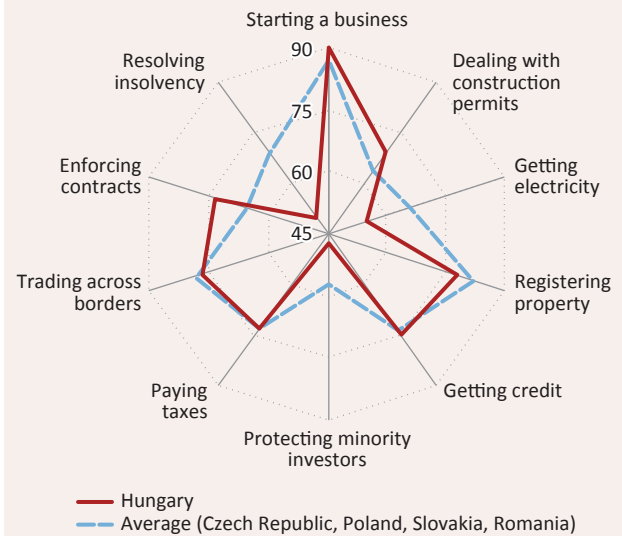 Starting a business
90
Resolving
insolvency
Dealing with
construction
permits
75
Enforcing
contracts
60
Getting
electricity
45
Trading across
borders
Registering
property
Paying
taxes
Getting credit
Protecting minority
investors
Hungary
Average (Czech Republic, Poland, Slovakia, Romania)